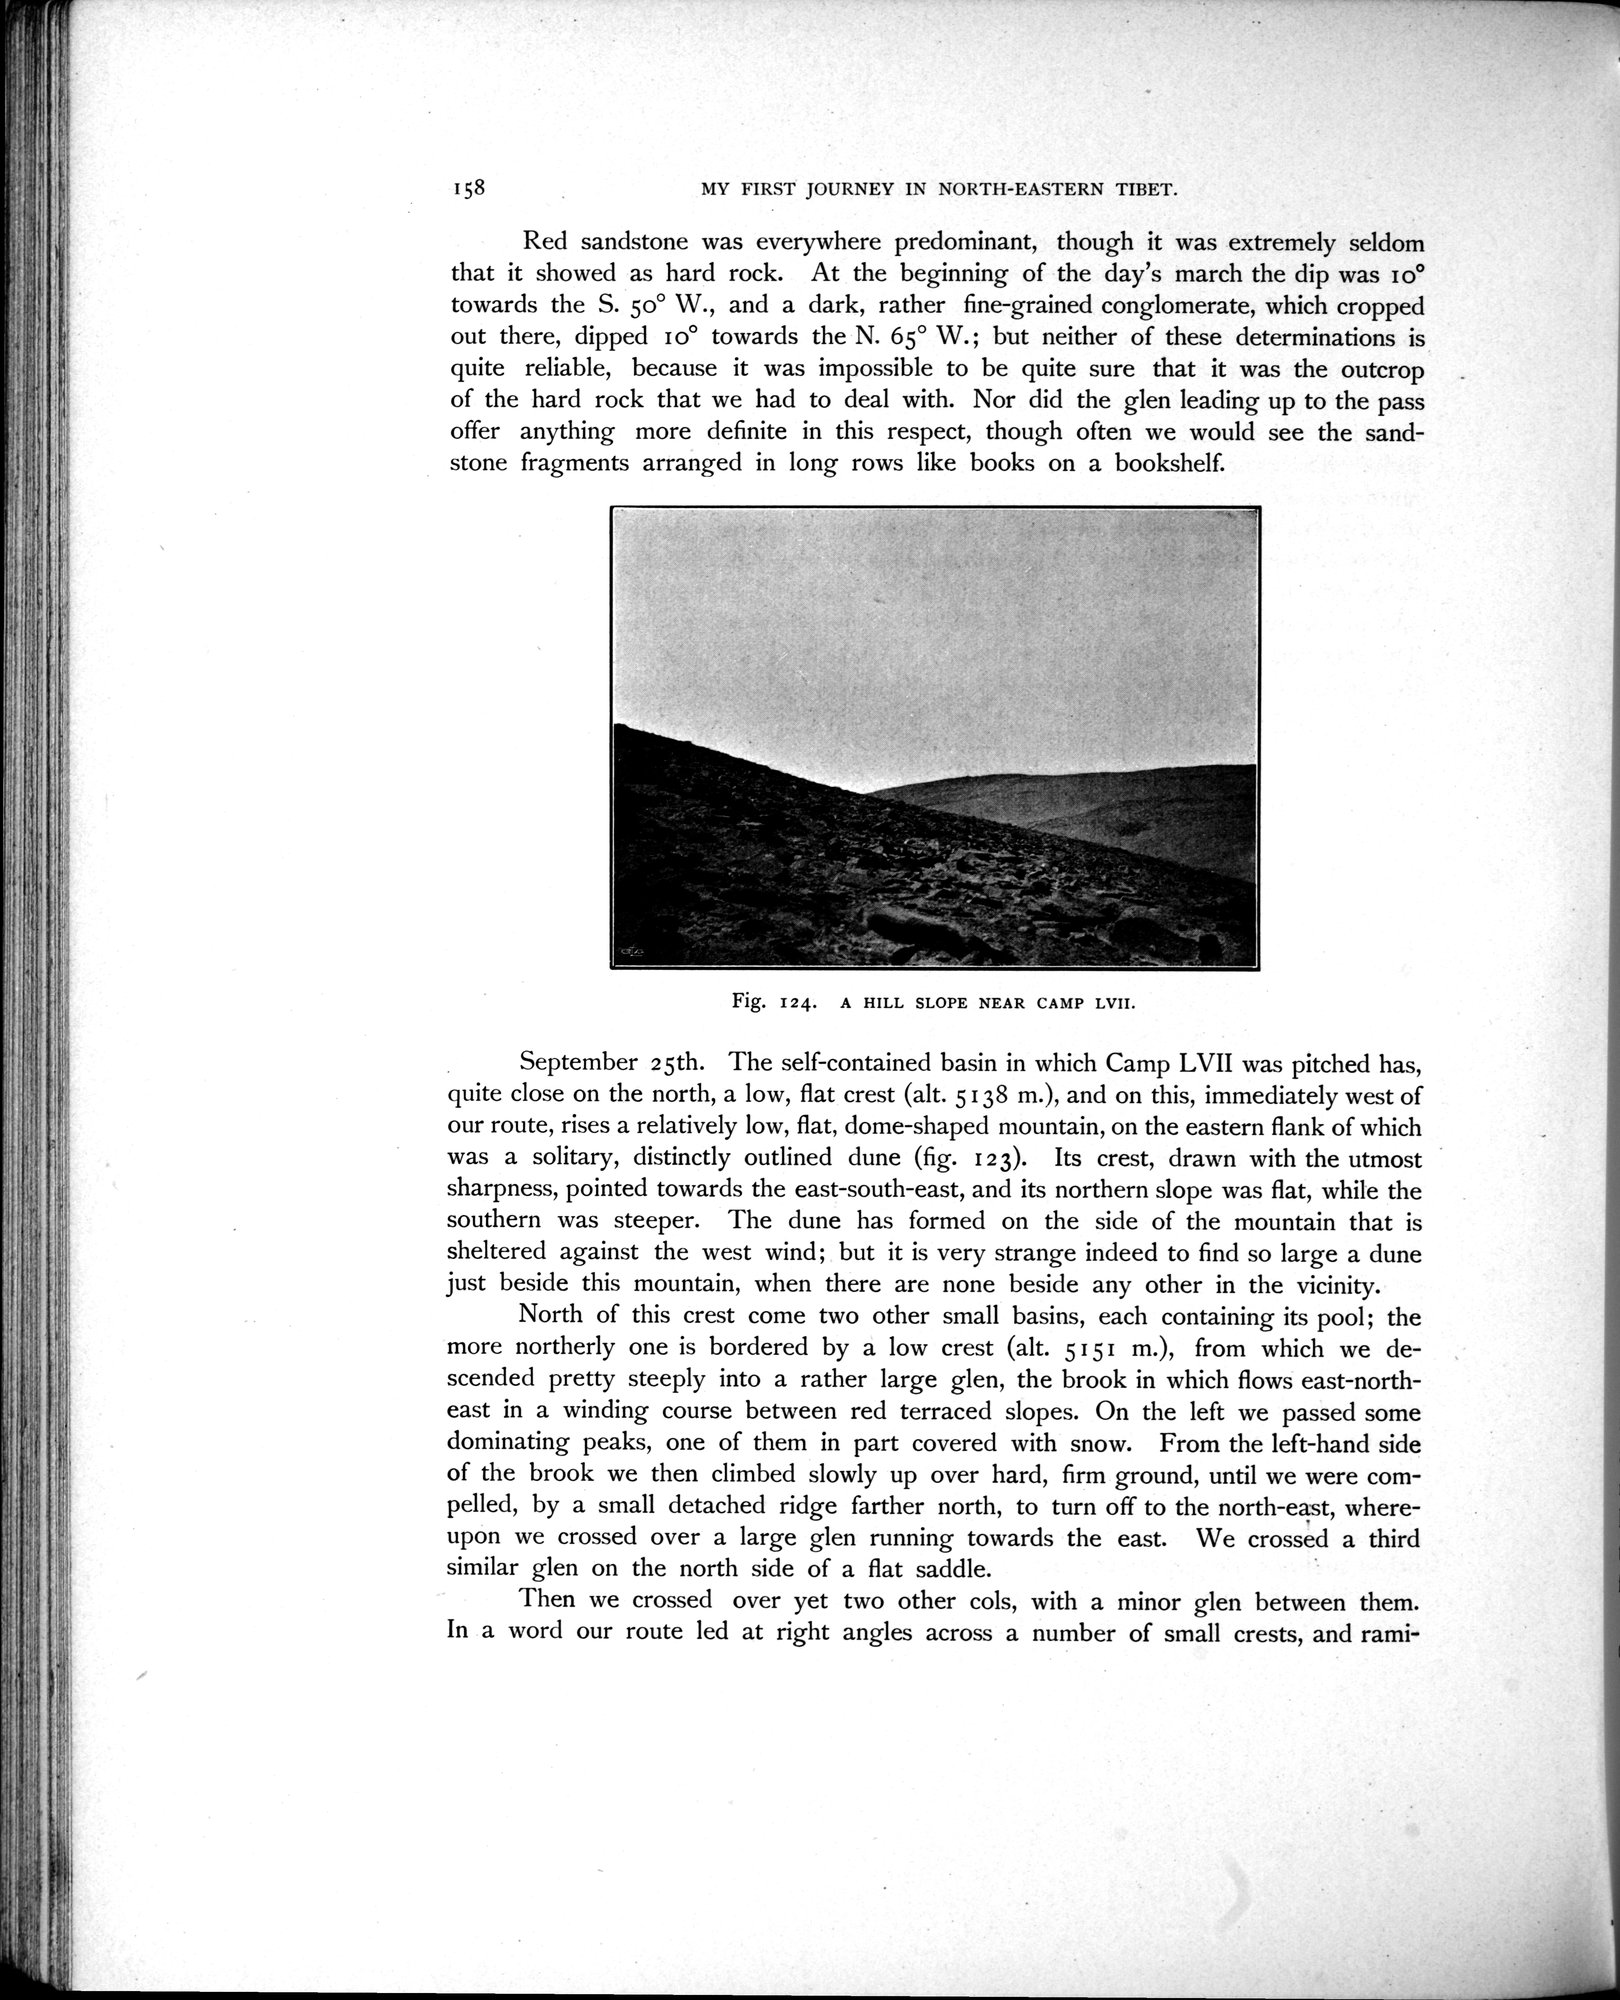 158
MY FIRST JOURNEY IN NORTH-EASTERN TIBET.
Red sandstone was everywhere predominant, though it was extremely seldom
that it showed as hard rock. At the beginning of the day's march the dip was 10°
towards the S. 50° W., and a dark, rather fine-grained conglomerate, which cropped
out there, dipped 10° towards the N. 65° W.; but neither of these determinations is
quite reliable, because it was impossible to be quite sure that it was the outcrop
of the hard rock that we had to deal with. Nor did the glen leading up to the pass
offer anything more definite in this respect, though often we would see the sand-
stone fragments arranged in long rows like books on a bookshelf.
Fig. 124. A HILL SLOPE NEAR CAMP LVII.
September 25th. The self-contained basin in which Camp LVII was pitched has,
quite close on the north, a low, flat crest (alt. 5138 m.), and on this, immediately west of
our route, rises a relatively low, flat, dome-shaped mountain, on the eastern flank of which
was a solitary, distinctly outlined dune (fig. 123). Its crest, drawn with the utmost
sharpness, pointed towards the east-south-east, and its northern slope was flat, while the
southern was steeper. The dune has formed on the side of the mountain that is
sheltered against the west wind; but it is very strange indeed to find so large a dune
just beside this mountain, when there are none beside any other in the vicinity.
North of this crest come two other small basins, each containing its pool; the
more northerly one is bordered by a low crest (alt. 5151 m.), from which we de-
scended pretty steeply into a rather large glen, the brook in which flows east-north-
east in a winding course between red terraced slopes. On the left we passed some
dominating peaks, one of them in part covered with snow. From the left-hand side
of the brook we then climbed slowly up over hard, firm ground, until we were com-
pelled, by a small detached ridge farther north, to turn off to the north-east, where-
upon we crossed over a large glen running towards the east. We crossed a third
similar glen on the north side of a flat saddle.
Then we crossed over yet two other cols, with a minor glen between them.
In a word our route led at right angles across a number of small crests, and rami-